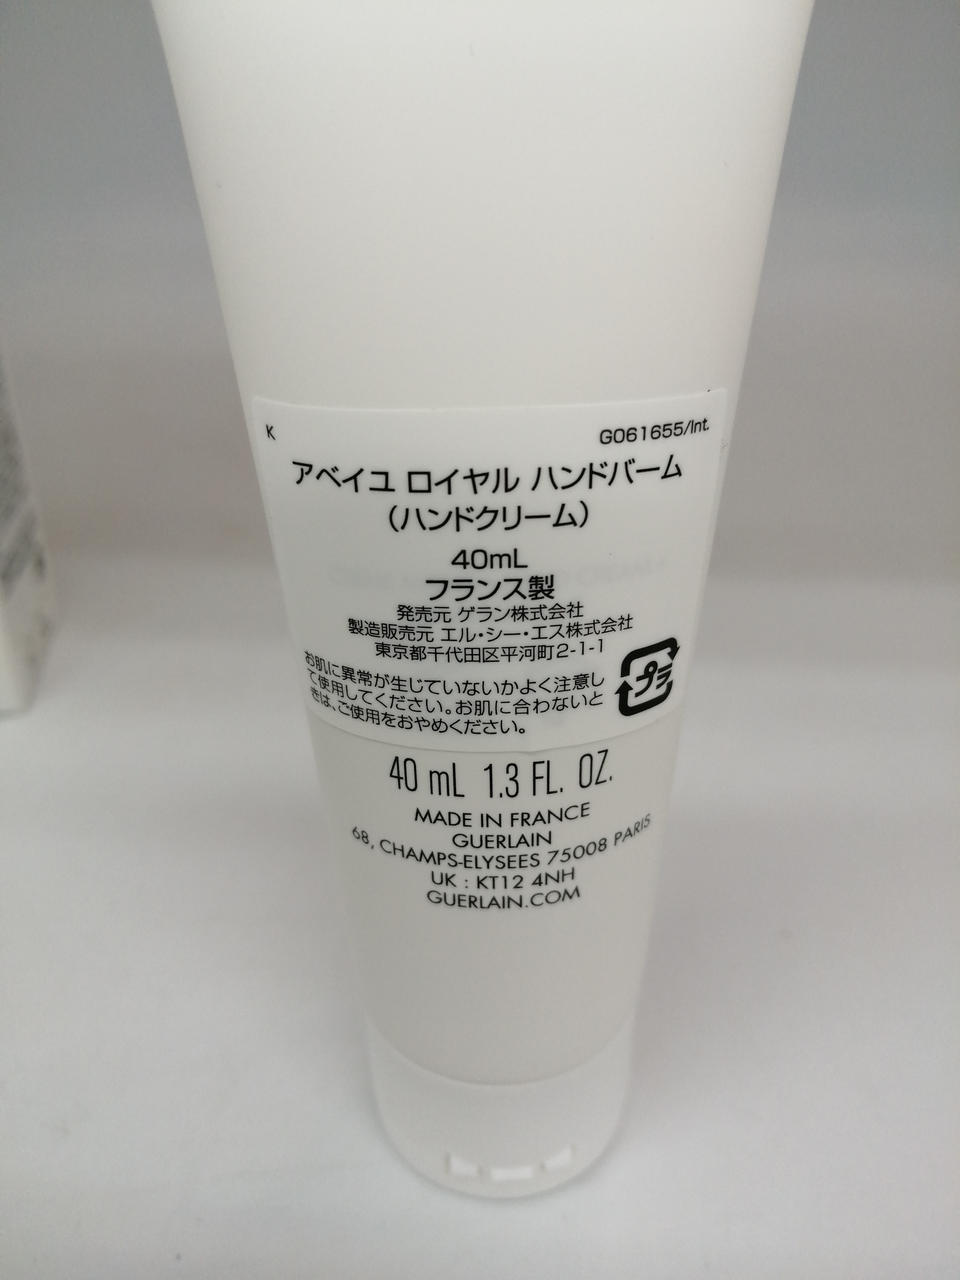 K
G061655/Int.
アベイユ ロイヤル ハンドバーム
（ハンドクリーム）
40mL
フランス製
発売元 ゲラン株式会社
製造販売元 エル・シー・エス株式会社
東京都千代田区平河町2-1-1
お肌に異常が生じていないかよく注意し
て使用してください。お肌に合わないと
きは、ご使用をおやめください。
プラ
40 mL 1.3 FL. OZ.
MADE IN FRANCE
GUERLAIN
68, CHAMPS-ELYSEES 75008 PARIS
UK : KT12 4NH
GUERLAIN.COM